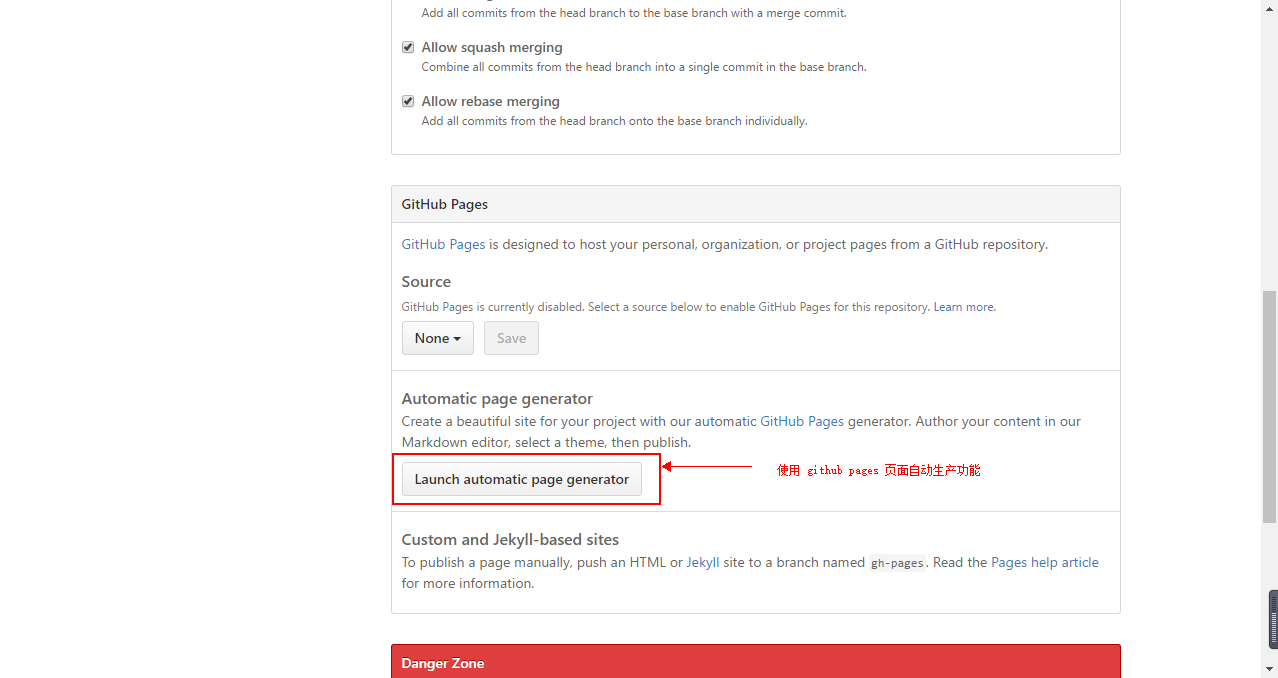 Add all commits from the head branch to the base branch with a merge commit.
Allow squash merging
Combine all commits from the head branch into a single commit in the base branch.
Allow rebase merging
Add all commits from the head branch onto the base branch individually.
GitHub Pages
GitHub Pages is designed to host your personal, organization, or project pages from a GitHub repository.
Source
GitHub Pages is currently disabled. Select a source below to enable GitHub Pages for this repository. Learn more.
None Save
Automatic page generator
Create a beautiful site for your project with our automatic GitHub Pages generator. Author your content in our
Markdown editor, select a theme, then publish.
Launch automatic page generator 使用 github pages 页面自动生产功能
Custom and Jekyll-based sites
To publish a page manually, push an HTML or Jekyll site to a branch named gh-pages. Read the Pages help article
for more information.
Danger Zone